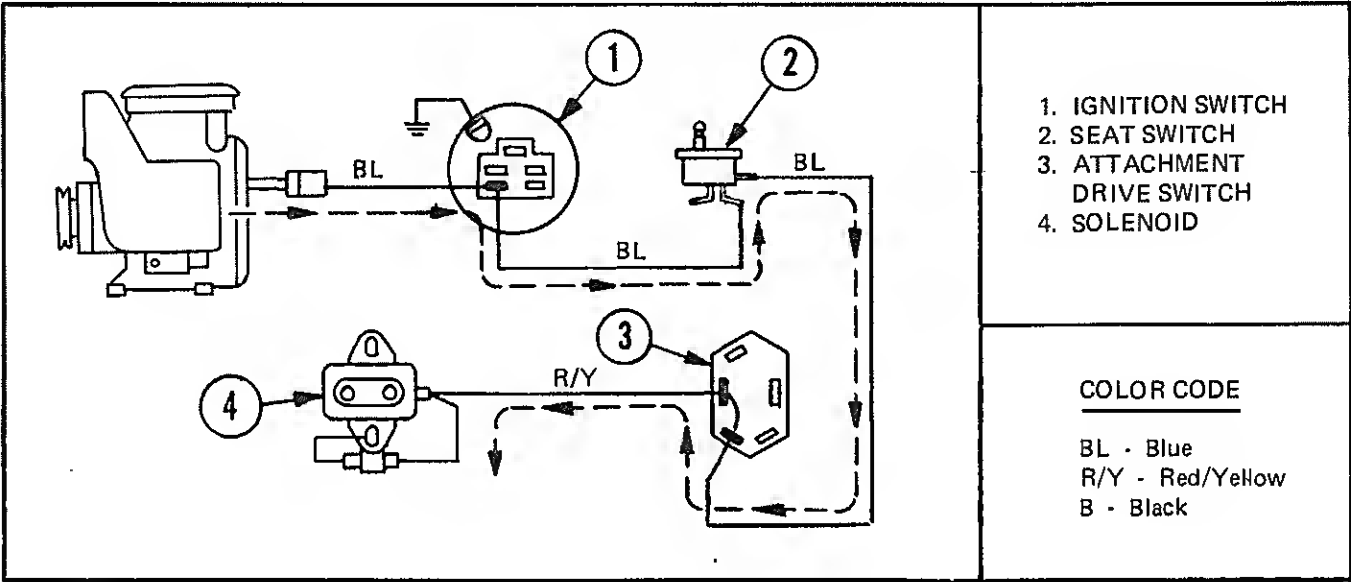 1
2
BL
BL
BL
3
R/Y
4
1. IGNITION SWITCH
2. SEAT SWITCH
3. ATTACHMENT
DRIVE SWITCH
4. SOLENOID
COLOR CODE
BL - Blue
R/Y - Red/Yellow
B - Black